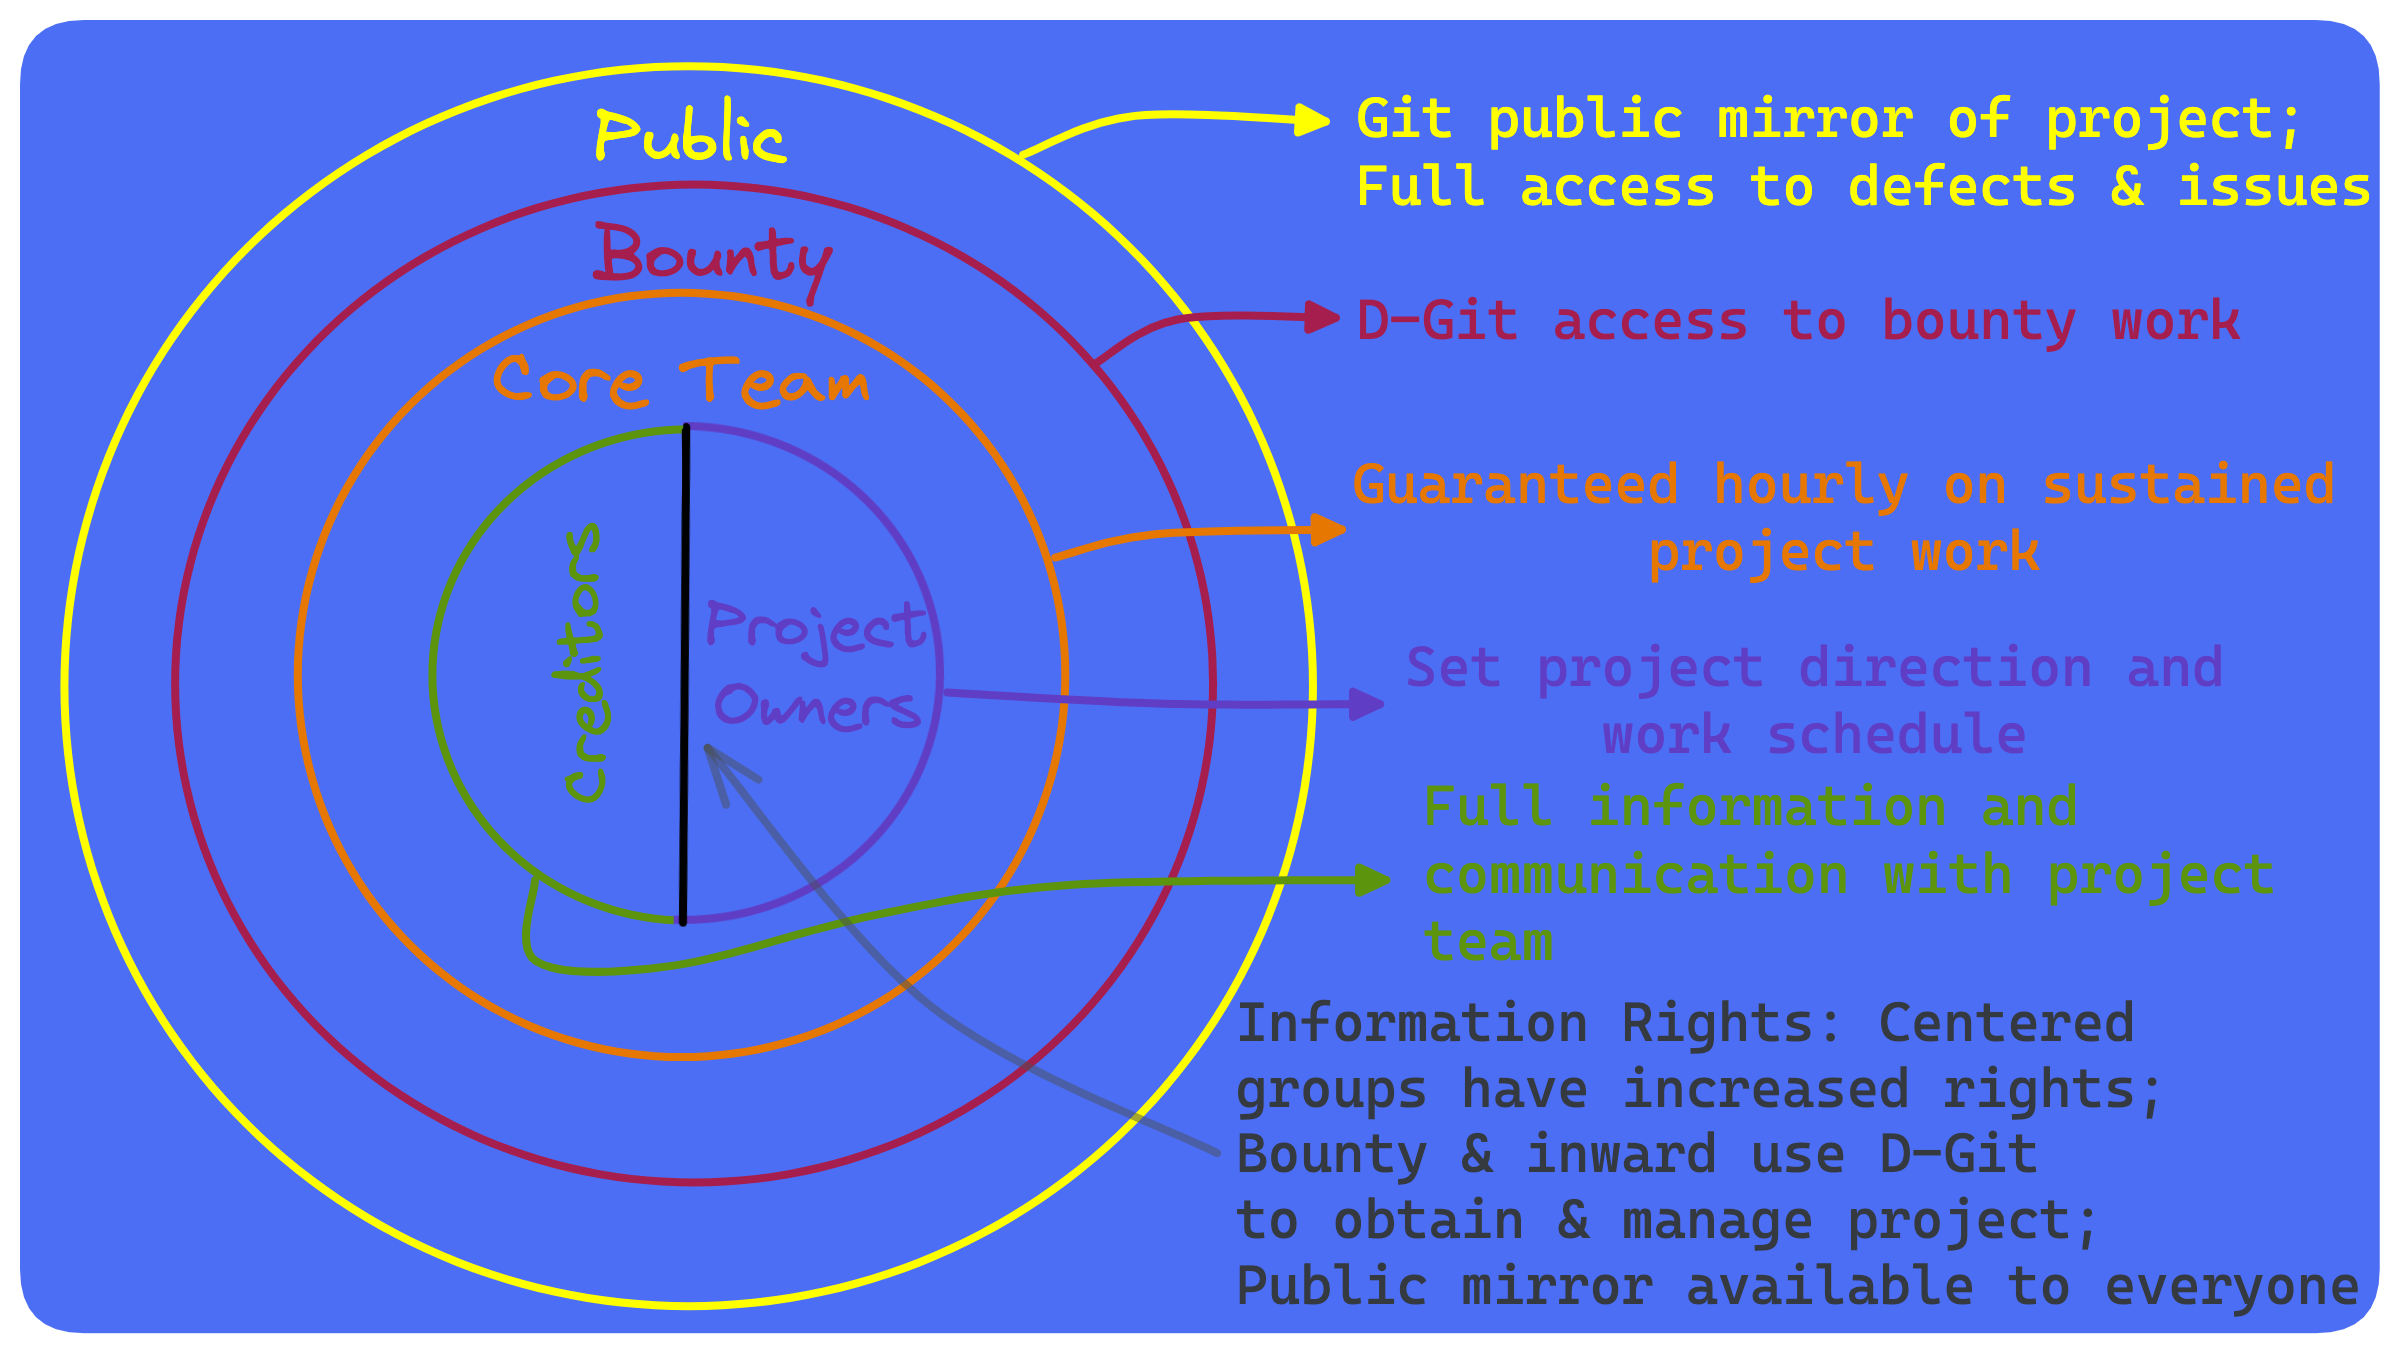 Public
Bounty
Core Team
creditors
Project
Owners
Git public mirror of project;
Full access to defects & issues
D-Git access to bounty work
Guaranteed hourly on sustained
project work
Set project direction and
work schedule
Full information and
communication with project
team
Information Rights: Centered
groups have increased rights;
Bounty & inward use D-Git
to obtain & manage project;
Public mirror available to everyone